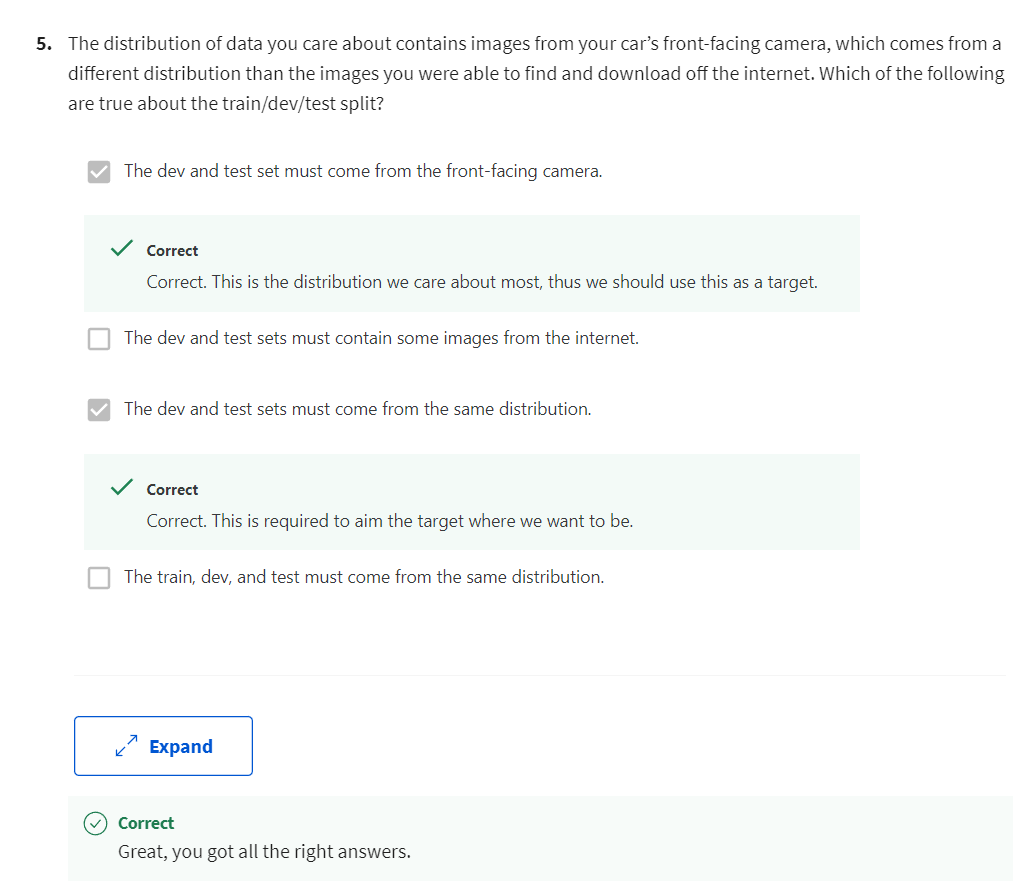 5. The distribution of data you care about contains images from your car’s front-facing camera, which comes from a
different distribution than the images you were able to find and download off the internet. Which of the following
are true about the train/dev/test split?
The dev and test set must come from the front-facing camera.
Correct
Correct. This is the distribution we care about most, thus we should use this as a target.
The dev and test sets must contain some images from the internet.
The dev and test sets must come from the same distribution.
Correct
Correct. This is required to aim the target where we want to be.
The train, dev, and test must come from the same distribution.
Expand
Correct
Great, you got all the right answers.